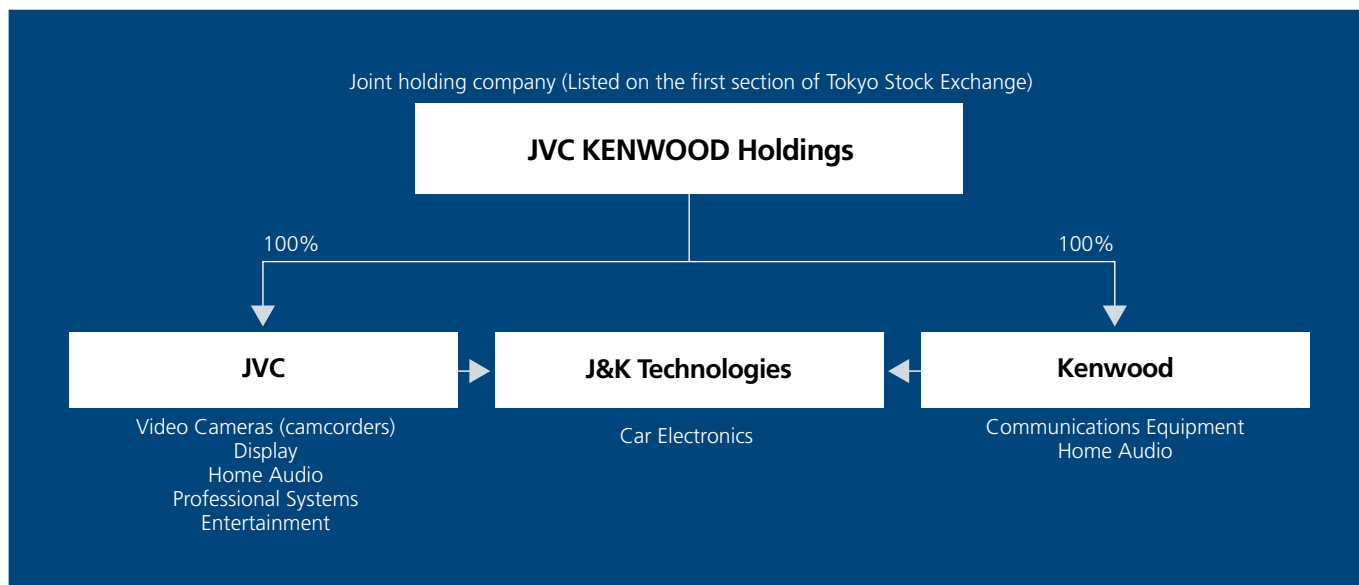 Joint holding company (Listed on the first section of Tokyo Stock Exchange)
JVC KENWOOD Holdings
100%
100%
JVC
Video Cameras (camcorders)
Display
Home Audio
Professional Systems
Entertainment
J&K Technologies
Car Electronics
Kenwood
Communications Equipment
Home Audio